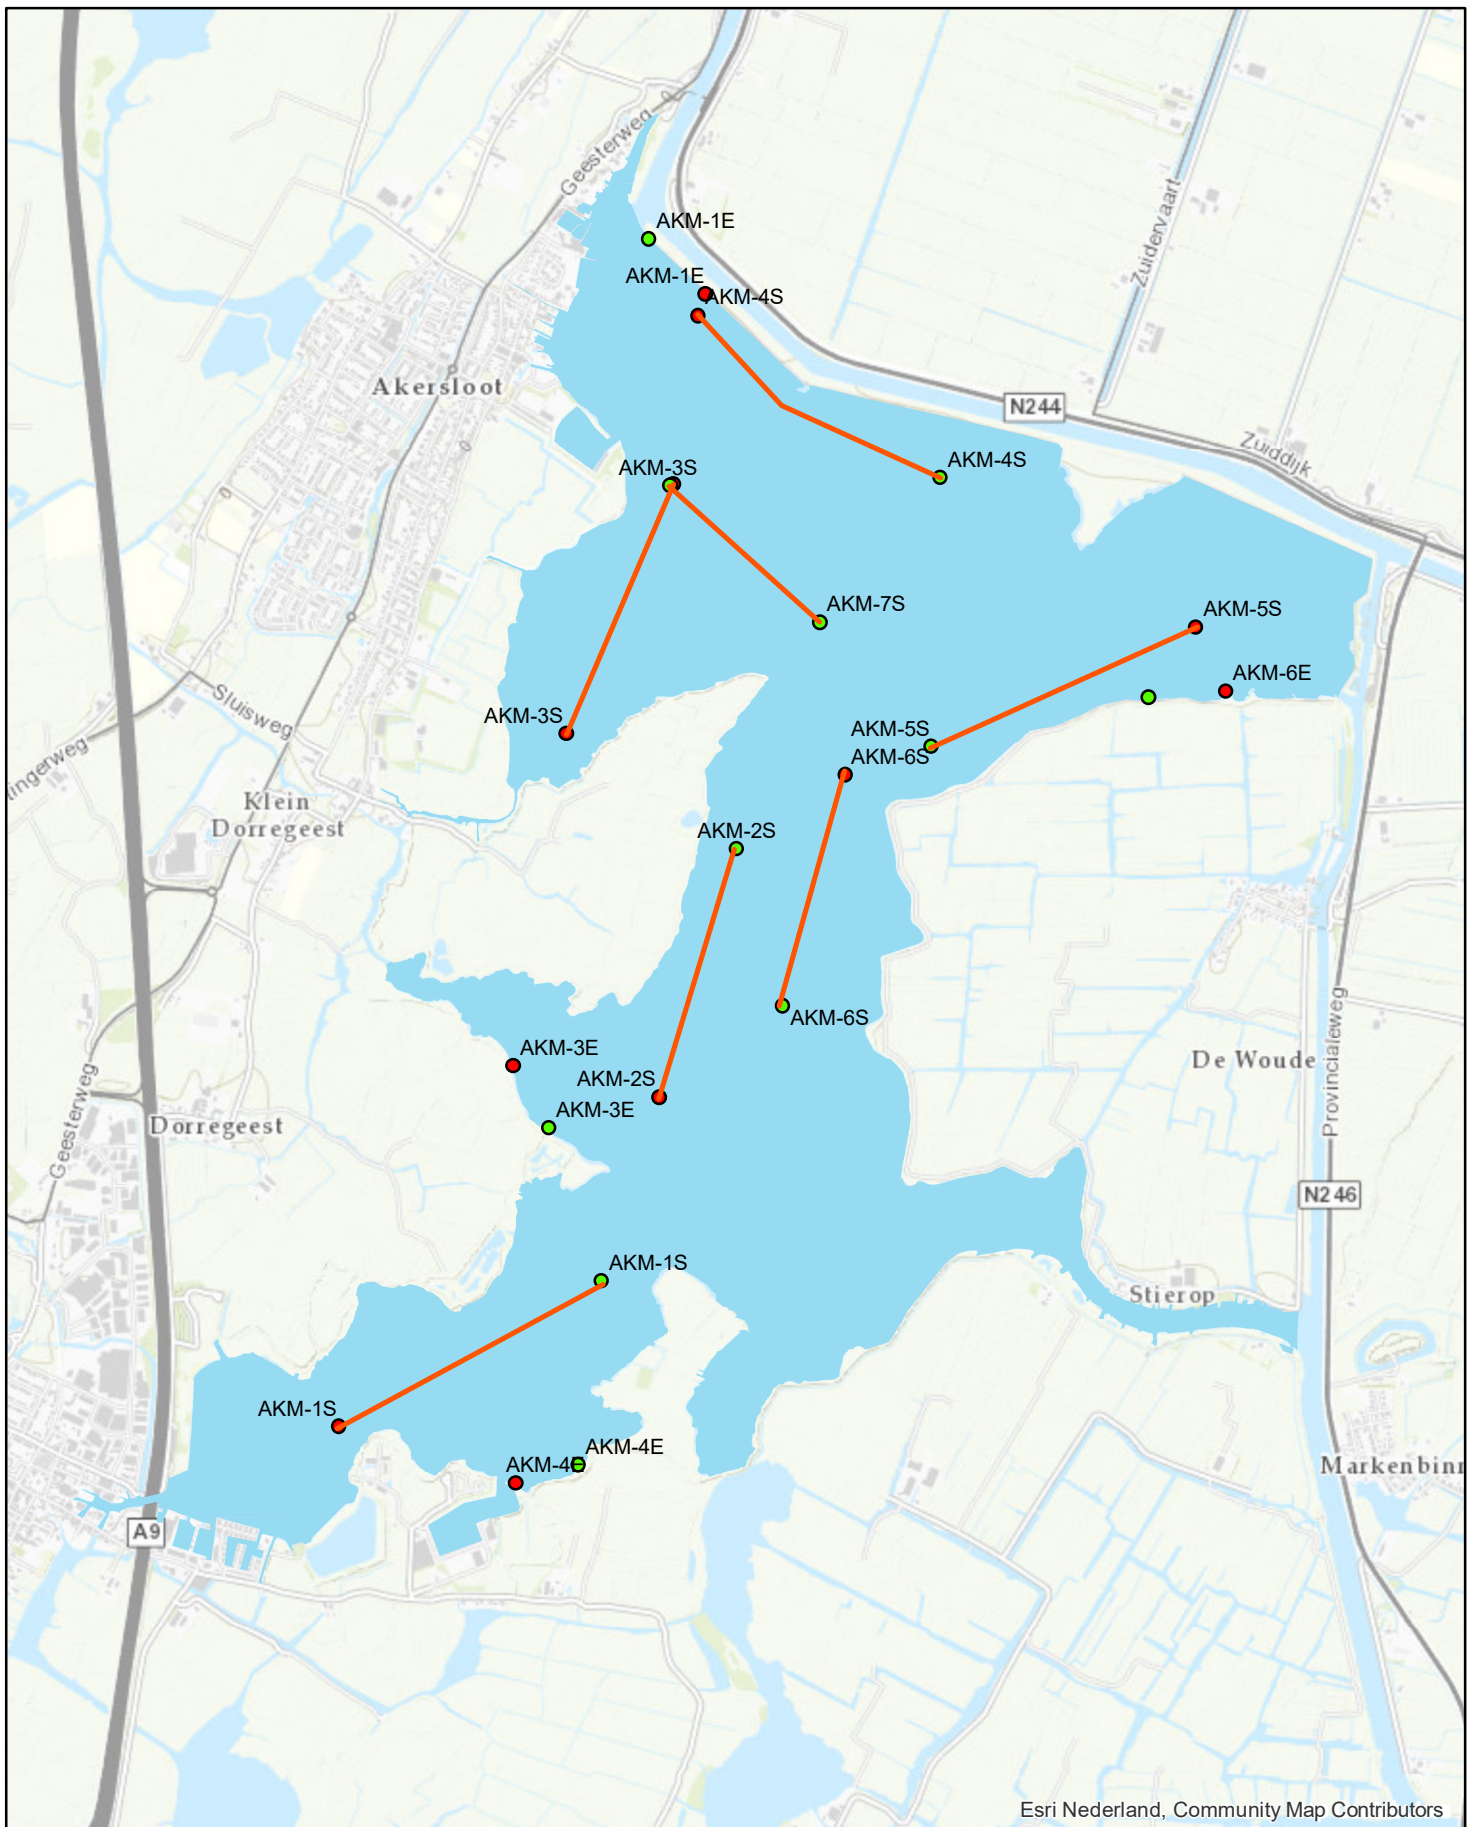 Geesterweg
AKM-1E
Zuidervaart
AKM-1E
AKM-4S
Akersloot
N244
Zuiddijk
AKM-4S
AKM-3S
AKM-7S
AKM-5S
AKM-6E
Sluisweg
AKM-3S
AKM-5S
AKM-6S
tingerweg
Klein
Dorregeest
AKM-2S
AKM-6S
Provincialeweg
AKM-3E
De Woude
AKM-2S
Geesterweg
AKM-3E
Dorregeest
N246
AKM-1S
Stierop
AKM-1S
AKM-4E
AKM-4E
Markenbinn
A9
Esri Nederland, Community Map Contributors